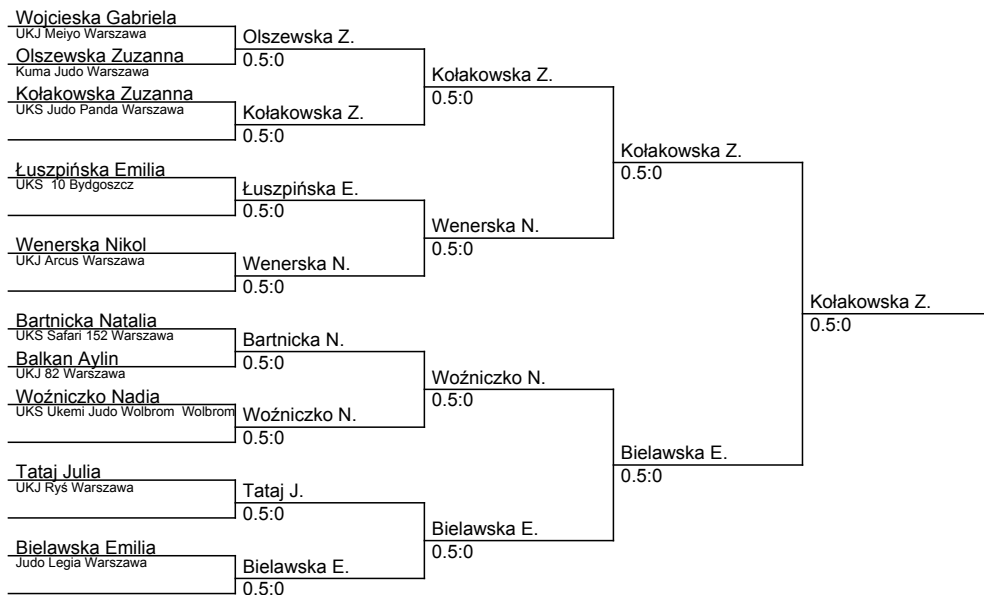 Wojcieska Gabriela
UKJ Meiyo Warszawa
Olszewska Zuzanna
Kuma Judo Warszawa
Kołakowska Zuzanna
UKS Judo Panda Warszawa
Łuszpińska Emilia
UKS 10 Bydgoszcz
Wenerska Nikol
UKJ Arcus Warszawa
Bartnicka Natalia
UKS Safari 152 Warszawa
Balkan Aylin
UKJ 82 Warszawa
Woźniczko Nadia
UKS Ukemi Judo Wolbrom Wolbrom
Tataj Julia
UKJ Ryś Warszawa
Bielawska Emilia
Judo Legia Warszawa
Olszewska Z.
0.5:0
Kołakowska Z.
0.5:0
Łuszpińska E.
0.5:0
Wenerska N.
0.5:0
Bartnicka N.
0.5:0
Woźniczko N.
0.5:0
Tataj J.
0.5:0
Bielawska E.
0.5:0
Kołakowska Z.
0.5:0
Wenerska N.
0.5:0
Woźniczko N.
0.5:0
Bielawska E.
0.5:0
Kołakowska Z.
0.5:0
Bielawska E.
0.5:0
Kołakowska Z.
0.5:0